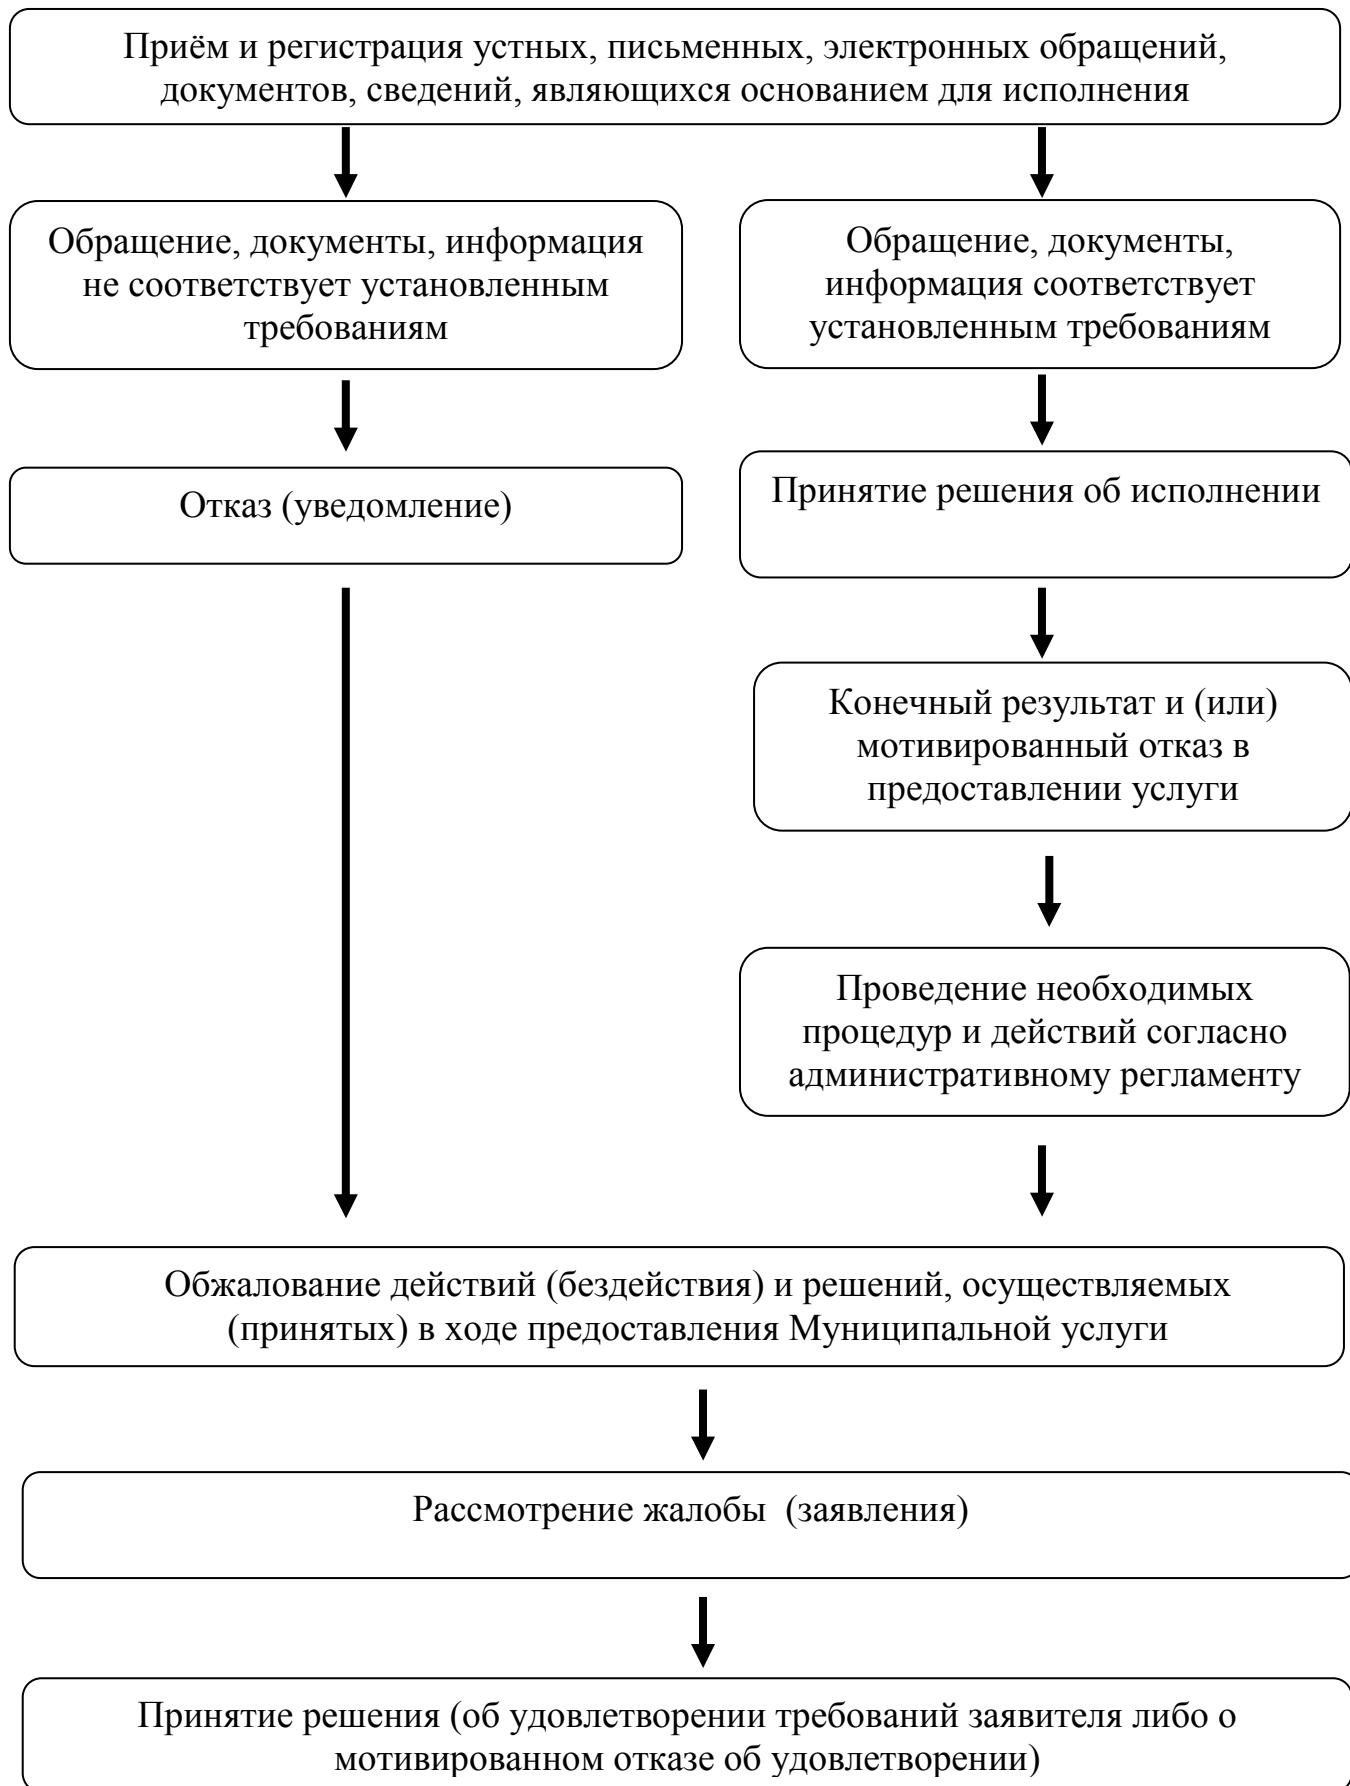 Приём и регистрация устных, письменных, электронных обращений,
документов, сведений, являющихся основанием для исполнения
Обращение, документы, информация
не соответствует установленным
требованиям
Обращение, документы,
информация соответствует
установленным требованиям
Отказ (уведомление)
Принятие решения об исполнении
Конечный результат и (или)
мотивированный отказ в
предоставлении услуги
Проведение необходимых
процедур и действий согласно
административному регламенту
Обжалование действий (бездействия) и решений, осуществляемых
(принятых) в ходе предоставления Муниципальной услуги
Рассмотрение жалобы  (заявления)
Принятие решения (об удовлетворении требований заявителя либо о
мотивированном отказе об удовлетворении)